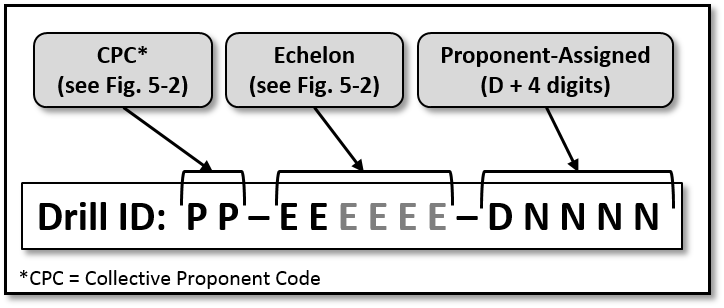 CPC*
(see Fig. 5-2)
Echelon
(see Fig. 5-2)
Proponent-Assigned
(D + 4 digits)
Drill ID: P P – E E E E E E – D N N N N
*CPC = Collective Proponent Code